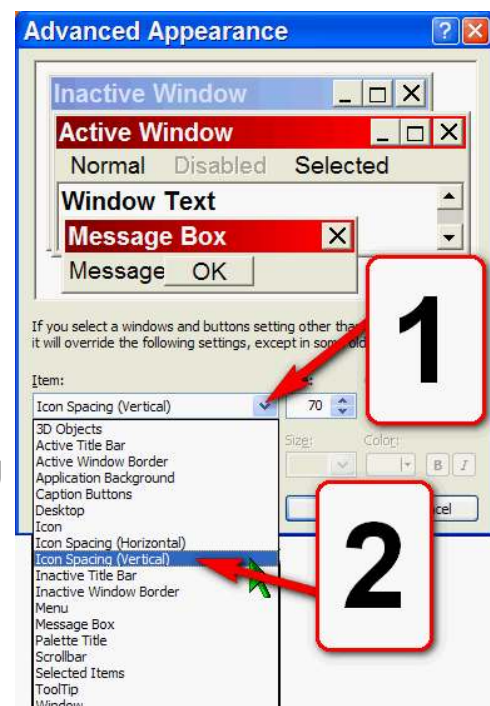 Advanced Appearance
Inactive Window
Active Window
Normal Disabled Selected
Window Text
Message Box
Message OK
If you select a windows and buttons setting other
it will override the following settings, except in
Item:
Icon Spacing (Vertical) 70
Size: Color:
B I
3D Objects
Active Title Bar
Active Window Border
Application Background
Caption Buttons
Desktop
Icon
Icon Spacing (Horizontal)
Icon Spacing (Vertical)
Inactive Title Bar
Inactive Window Border
Menu
Message Box
Palette Title
Scrollbar
Selected Items
ToolTip
Window
1
2